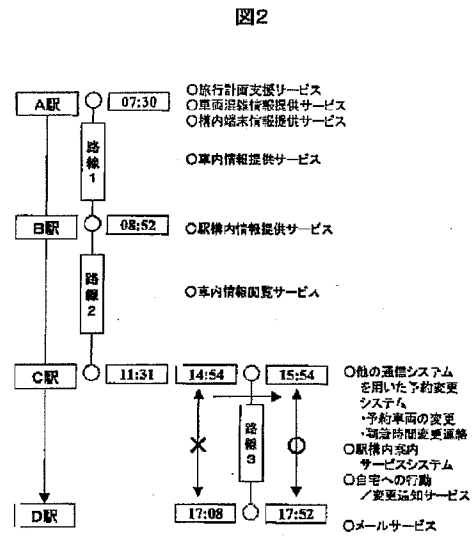 図2
A駅
07:30
○旅行計画支援サービス
○車両混雑情報提供サービス
○構内端末情報提供サービス
路線1
○車内情報提供サービス
B駅
08:52
○駅構内情報提供サービス
路線2
○車内情報閲覧サービス
C駅
11:31
14:54
15:54
○他の通信システム
を用いた予約変更
システム
・予約車両の変更
・到着時間変更連絡
路線3
○駅構内案内
サービスシステム
○自宅への行動
／変更通知サービス
D駅
17:08
17:52
○メールサービス